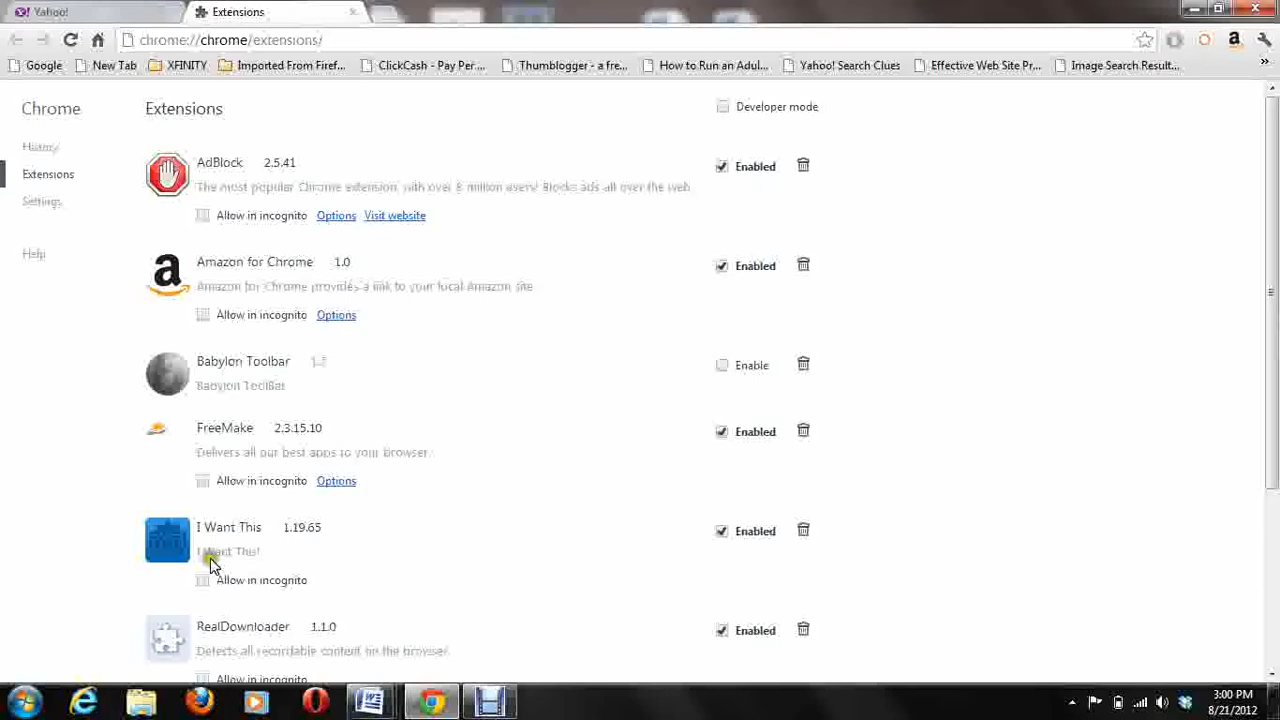 Yahoo!
Extensions
chrome://chrome/extensions/
Google
New Tab
XFINITY
Imported From Firef...
ClickCash - Pay Per...
Thumblogger - a fre...
How to Run an Adul...
Yahoo! Search Clues
Effective Web Site Pr...
Image Search Result...
»
Chrome
Extensions
Developer mode
History
Extensions
Settings
Help
AdBlock 2.5.41
Enabled
The most popular Chrome extension, with over 8 million users! Blocks ads all over the web
Allow in incognito Options Visit website
Amazon for Chrome 1.0
Enabled
Amazon for Chrome provides a link to your local Amazon site
Allow in incognito Options
Babylon Toolbar
Enable
Babylon ToolBar
FreeMake 2.3.15.10
Enabled
Delivers all our best apps to your browser.
Allow in incognito Options
I Want This 1.19.65
Enabled
I Want This!
Allow in incognito
RealDownloader 1.1.0
Enabled
Detects all recordable content on the browser.
Allow in incognito
3:00 PM
8/21/2012